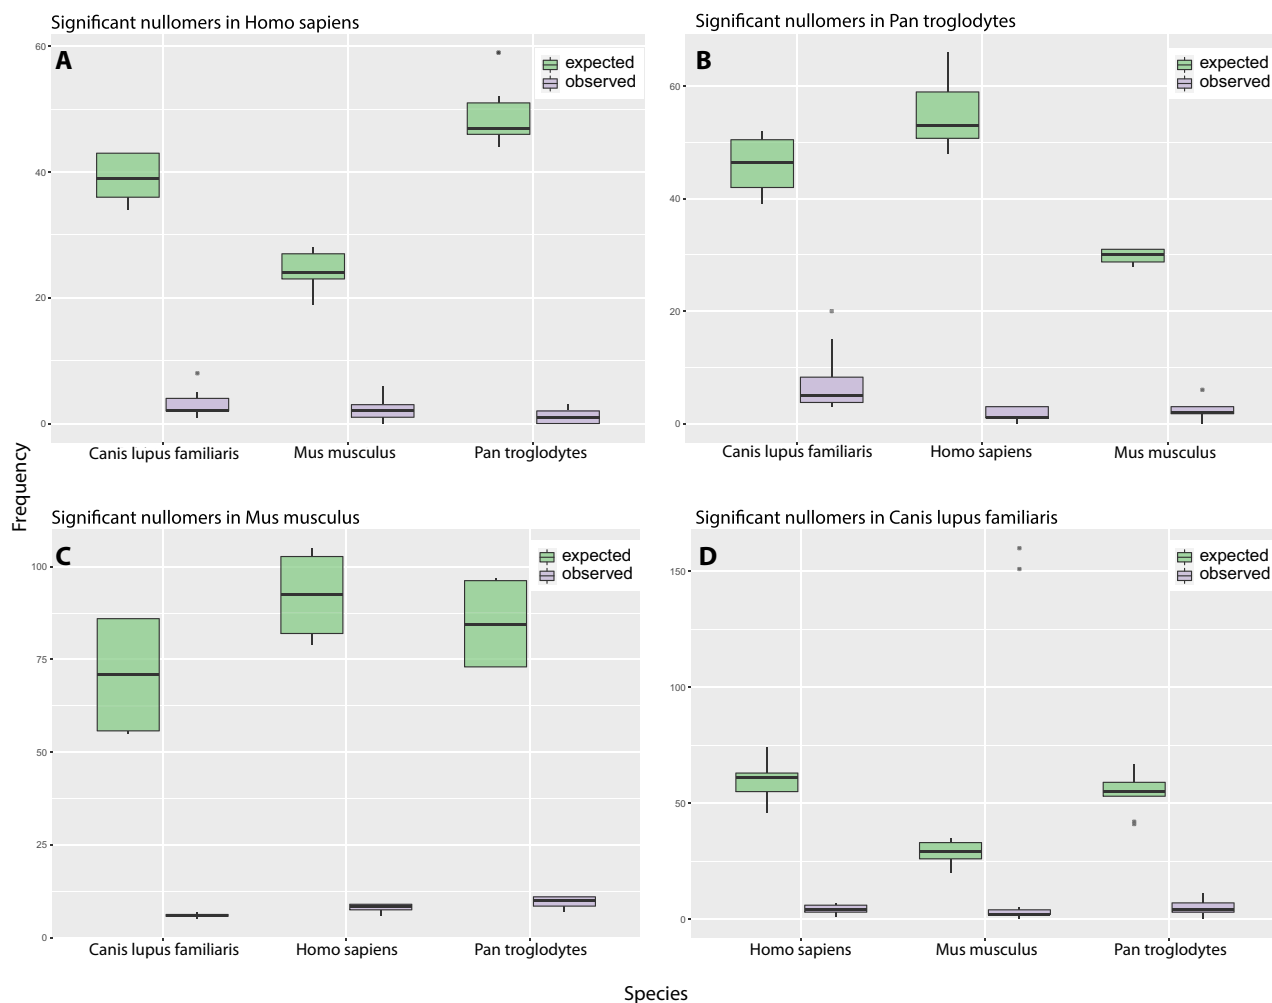 Significant nullomers in Homo sapiens
A
expected
observed
60
40
20
0
Canis lupus familiaris
Mus musculus
Pan troglodytes
Significant nullomers in Pan troglodytes
B
expected
observed
60
40
20
0
Canis lupus familiaris
Homo sapiens
Mus musculus
Frequency
Significant nullomers in Mus musculus
C
expected
observed
100
75
50
25
0
Canis lupus familiaris
Homo sapiens
Pan troglodytes
Significant nullomers in Canis lupus familiaris
D
expected
observed
150
100
50
0
Homo sapiens
Mus musculus
Pan troglodytes
Species